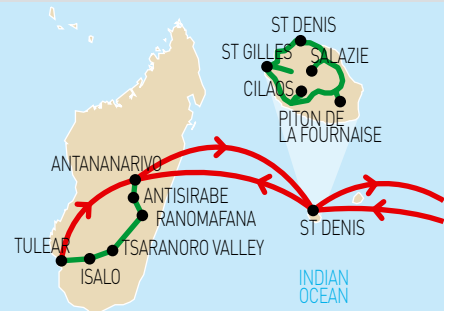 ST DENIS
ST GILLES
SALAZIE
CILAOS
PITON DE
LA FOURNAISE
ANTANANARIVO
ANTISIRABE
RANOMAFANA
TULEAR
TSARANORO VALLEY
ISALO
ST DENIS
INDIAN
OCEAN